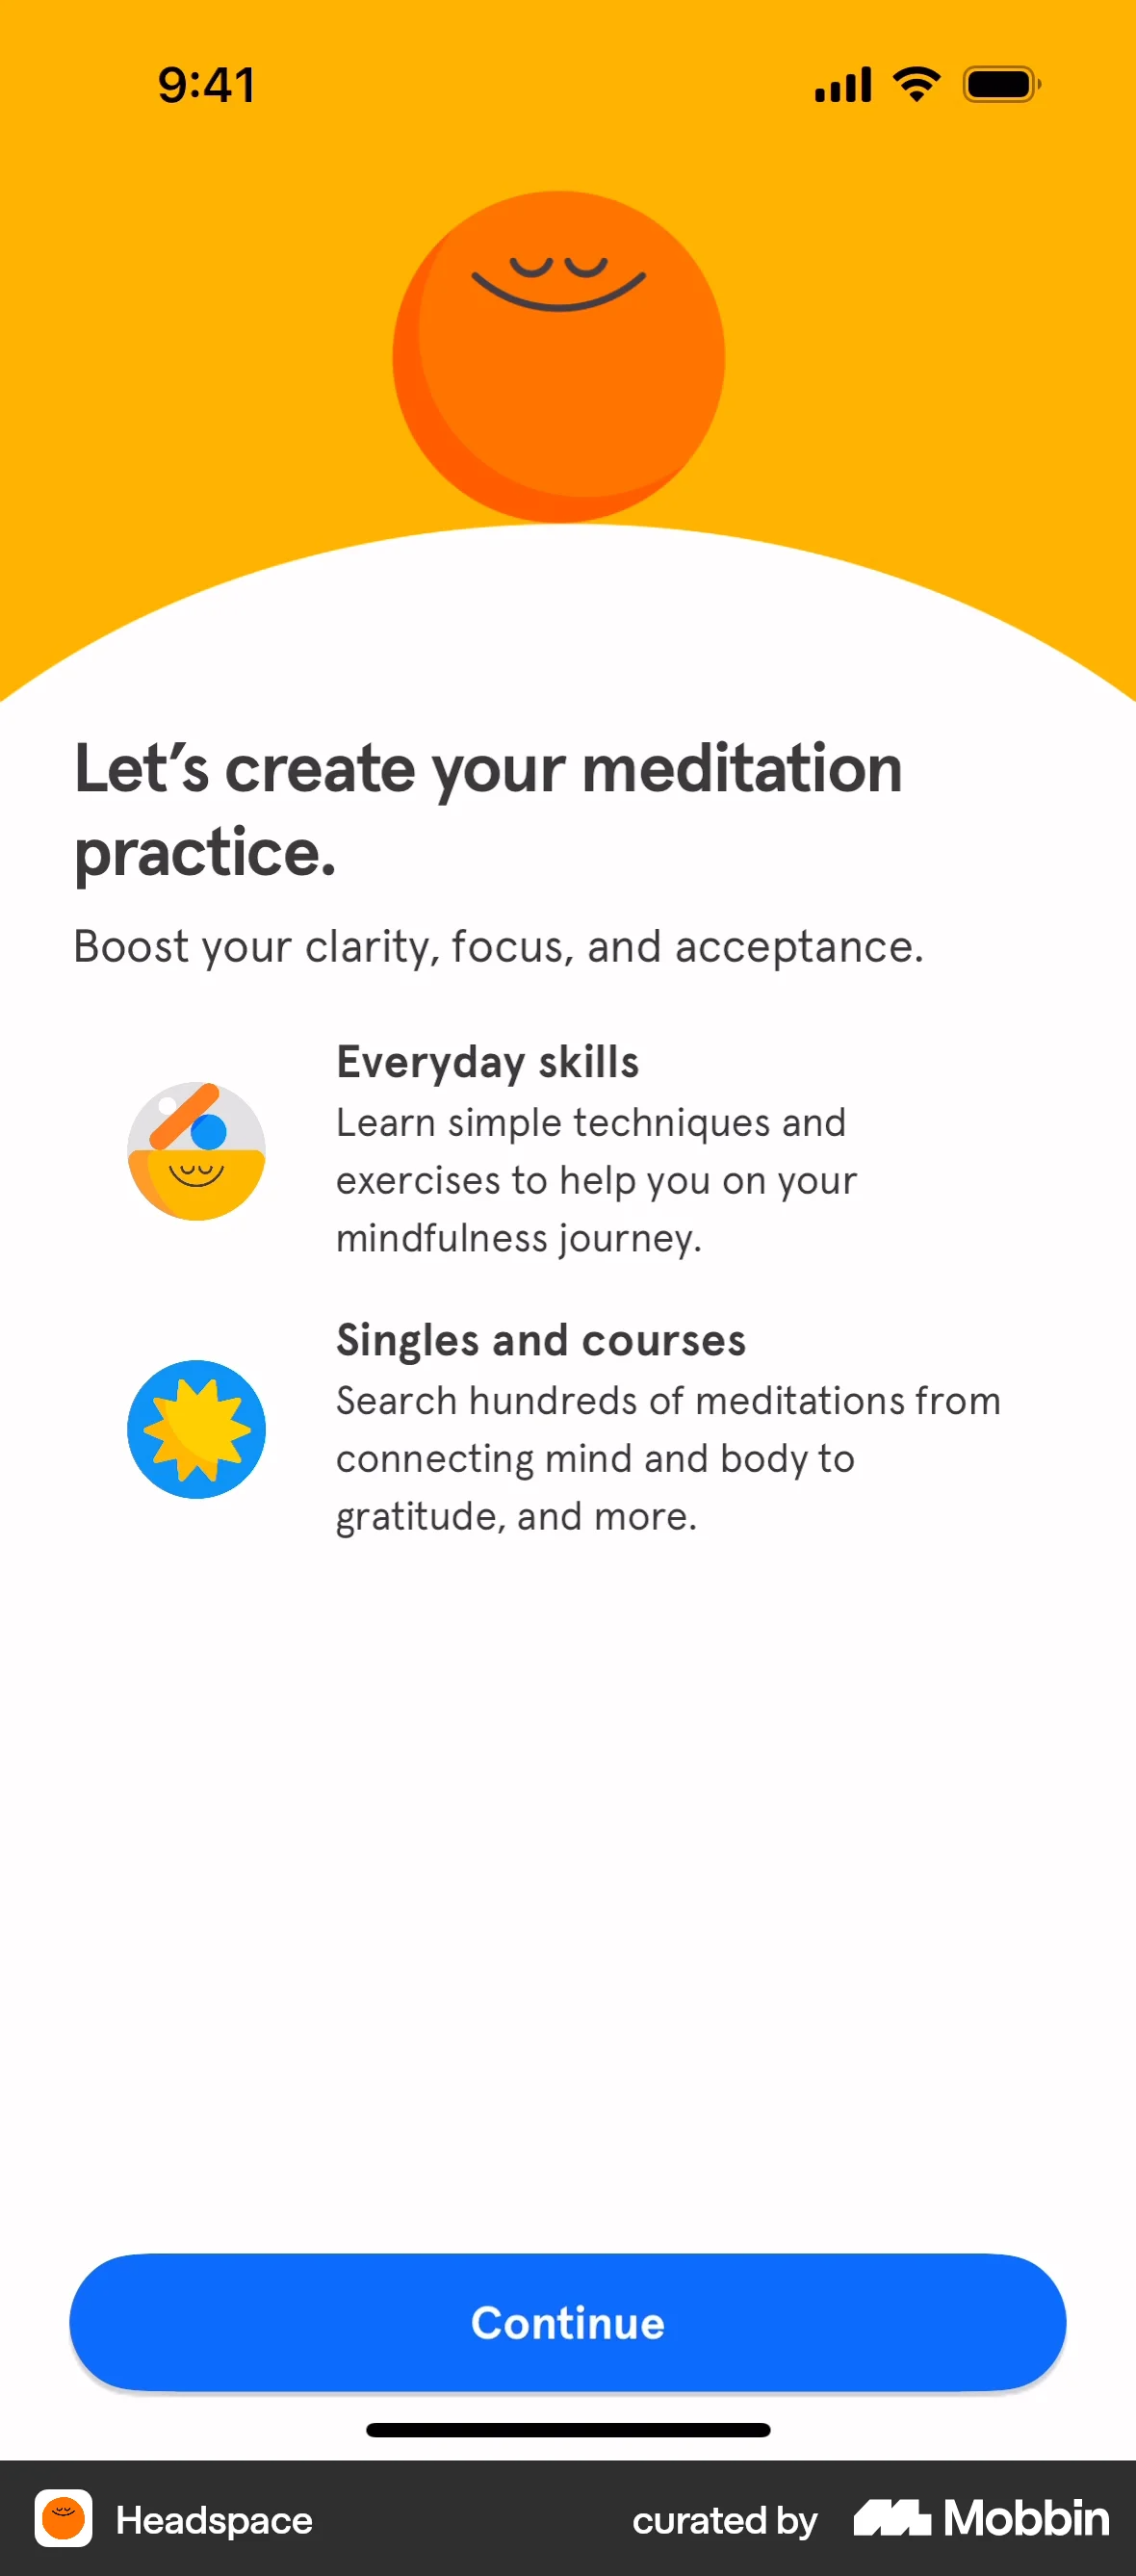 9:41
Let’s create your meditation
practice.
Boost your clarity, focus, and acceptance.
Everyday skills
Learn simple techniques and
exercises to help you on your
mindfulness journey.
Singles and courses
Search hundreds of meditations from
connecting mind and body to
gratitude, and more.
Continue
Headspace
curated by Mobbin